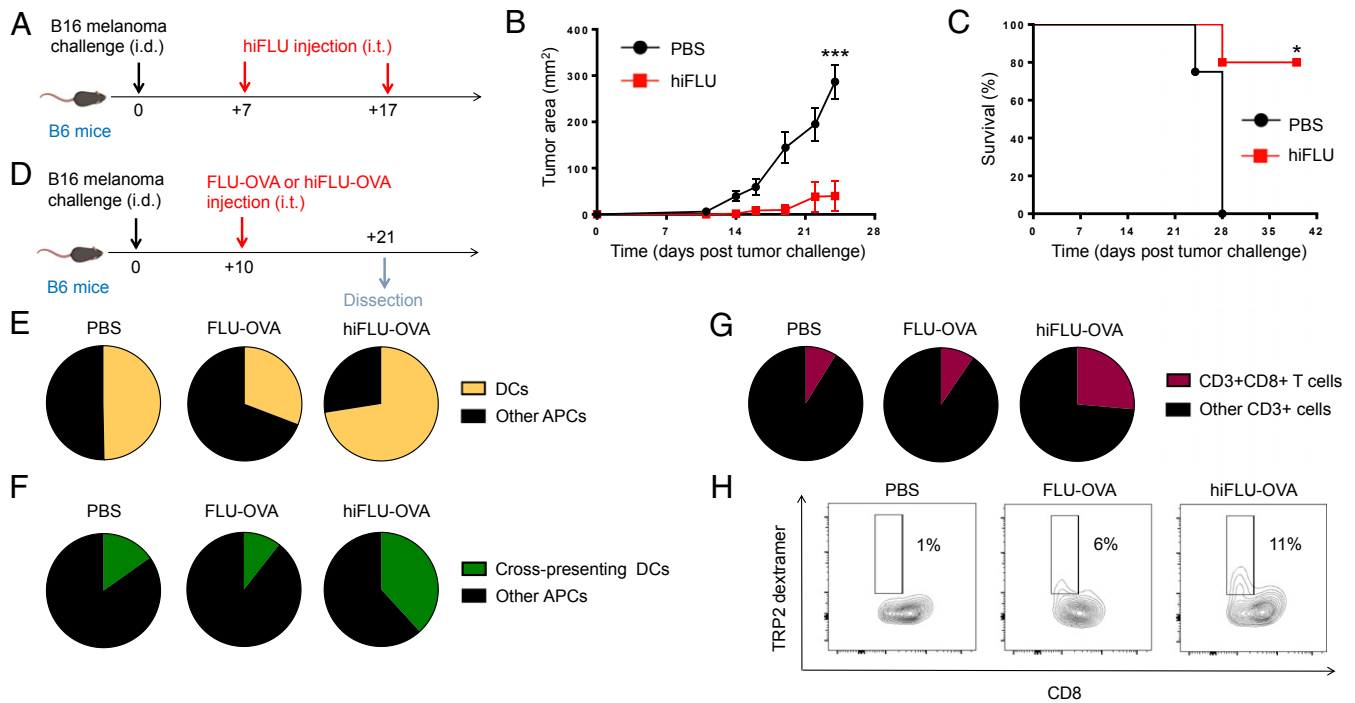 A
B16 melanoma
challenge (i.d.)
hiFLU injection (i.t.)
0
+7
+17
B6 mice
B
400
300
200
100
0
Tumor area (mm²)
PBS
hiFLU
***
0
7
14
21
28
Time (days post tumor challenge)
C
100
80
60
40
20
0
Survival (%)
*
PBS
hiFLU
0
7
14
21
28
35
42
Time (days post tumor challenge)
D
B16 melanoma
challenge (i.d.)
FLU-OVA or hiFLU-OVA
injection (i.t.)
+21
0
+10
B6 mice
Dissection
E
PBS
FLU-OVA
hiFLU-OVA
DCs
Other APCs
F
PBS
FLU-OVA
hiFLU-OVA
Cross-presenting DCs
Other APCs
G
PBS
FLU-OVA
hiFLU-OVA
CD3+CD8+ T cells
Other CD3+ cells
H
PBS
FLU-OVA
hiFLU-OVA
TRP2 dextramer
1%
6%
11%
CD8